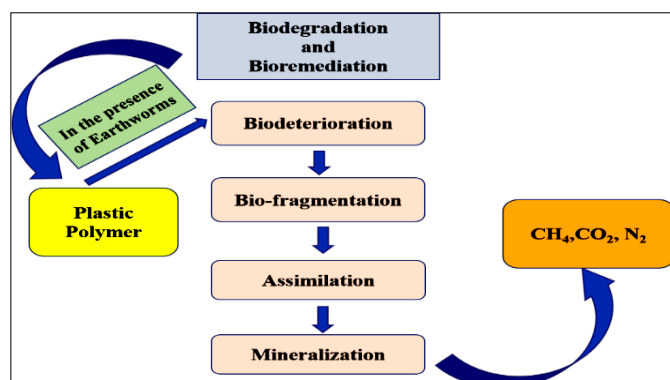 Biodegradation
and
Bioremediation
In the presence
of Earthworms
Biodeterioration
Plastic
Polymer
Bio-fragmentation
CH₄,CO₂, N₂
Assimilation
Mineralization